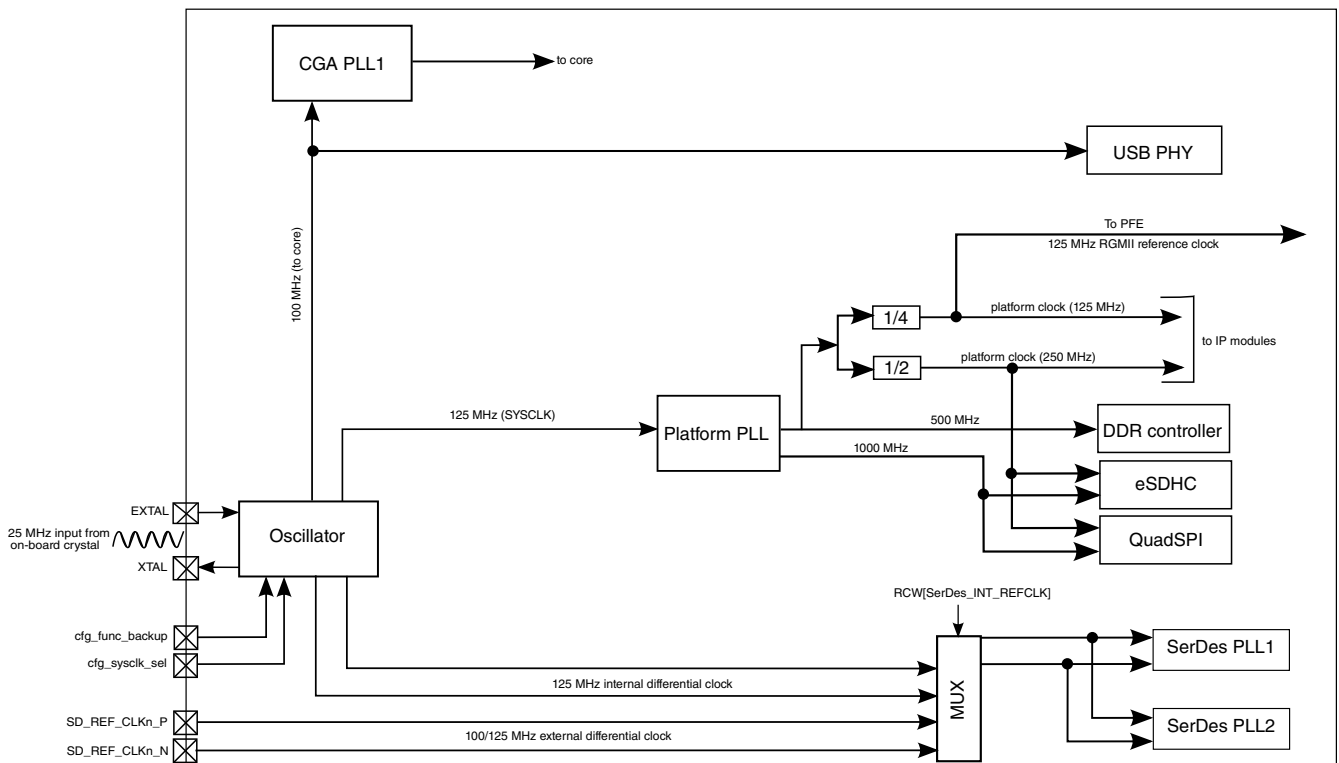 CGA PLL1
to core
USB PHY
100 MHz (to core)
To PFE
125 MHz RGMII reference clock
1/4
platform clock (125 MHz)
to IP modules
1/2
platform clock (250 MHz)
125 MHz (SYSCLK)
Platform PLL
500 MHz
DDR controller
1000 MHz
eSDHC
QuadSPI
EXTAL
25 MHz input from
on-board crystal
XTAL
Oscillator
cfg_func_backup
cfg_sysclk_sel
RCW[SerDes_INT_REFCLK]
MUX
SerDes PLL1
SerDes PLL2
125 MHz internal differential clock
SD_REF_CLKn_P
100/125 MHz external differential clock
SD_REF_CLKn_N